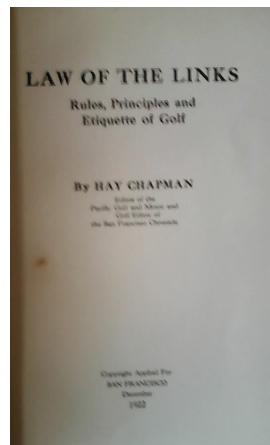 LAW OF THE LINKS
Rules, Principles and
Etiquette of Golf
By HAY CHAPMAN
Editor of the
Pacific Golf and Motor and
Golf Editor of
the San Francisco Chronicle
Copyright Applied For
SAN FRANCISCO
December
1922